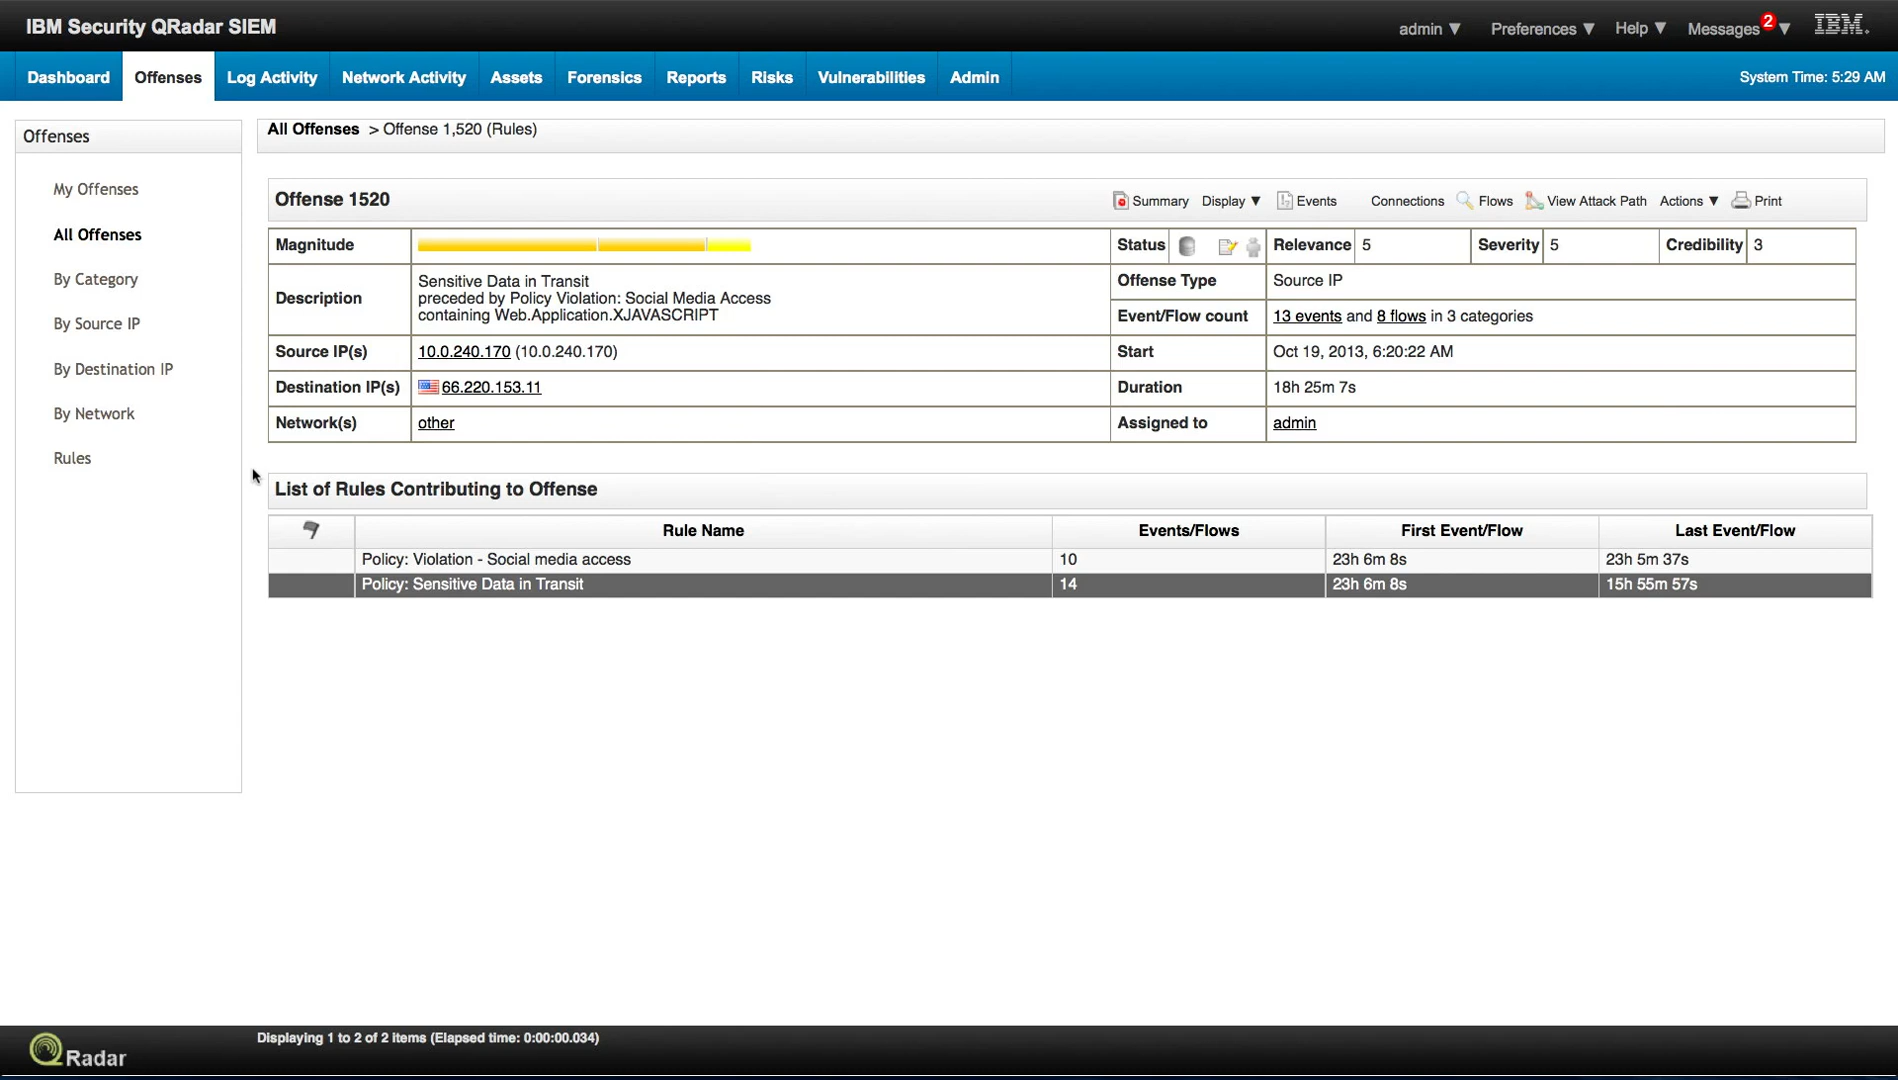 IBM Security QRadar SIEM
admin ▼ Preferences ▼ Help ▼ Messages 2 ▼ IBM.
Dashboard Offenses Log Activity Network Activity Assets Forensics Reports Risks Vulnerabilities Admin System Time: 5:29 AM
Offenses
My Offenses
All Offenses
By Category
By Source IP
By Destination IP
By Network
Rules
All Offenses > Offense 1,520 (Rules)
Offense 1520 Summary Display ▼ Events Connections Flows View Attack Path Actions ▼ Print
Magnitude Status Relevance 5 Severity 5 Credibility 3
Description
Sensitive Data in Transit
preceded by Policy Violation: Social Media Access
containing Web.Application.XJAVASCRIPT
Offense Type Source IP
Event/Flow count 13 events and 8 flows in 3 categories
Source IP(s) 10.0.240.170 (10.0.240.170) Start Oct 19, 2013, 6:20:22 AM
Destination IP(s) 66.220.153.11 Duration 18h 25m 7s
Network(s) other Assigned to admin
List of Rules Contributing to Offense
Rule Name Events/Flows First Event/Flow Last Event/Flow
Policy: Violation - Social media access 10 23h 6m 8s 23h 5m 37s
Policy: Sensitive Data in Transit 14 23h 6m 8s 15h 55m 57s
QRadar
Displaying 1 to 2 of 2 items (Elapsed time: 0:00:00.034)